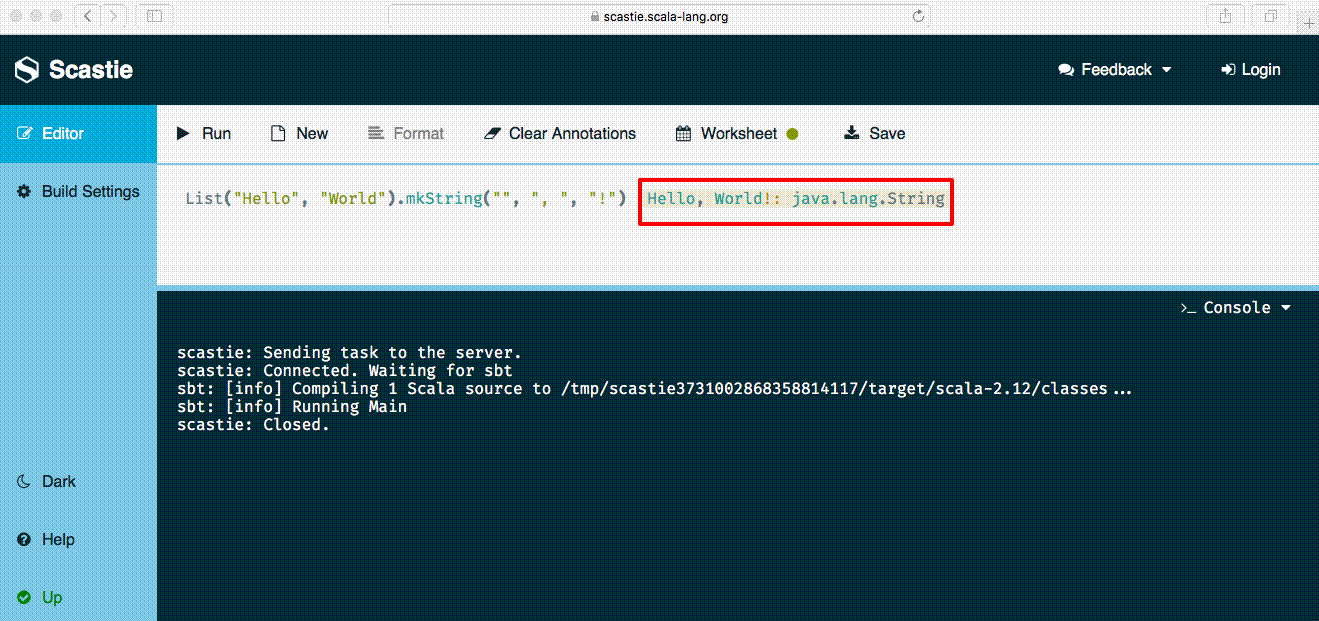 scastie.scala-lang.org
Scastie
Feedback
Login
Editor
Run
New
Format
Clear Annotations
Worksheet
Save
Build Settings
List("Hello", "World").mkString("", ", ", "!") Hello, World!: java.lang.String
>_ Console
scastie: Sending task to the server.
scastie: Connected. Waiting for sbt
sbt: [info] Compiling 1 Scala source to /tmp/scastie3731002868358814117/target/scala-2.12/classes...
sbt: [info] Running Main
scastie: Closed.
Dark
Help
Up